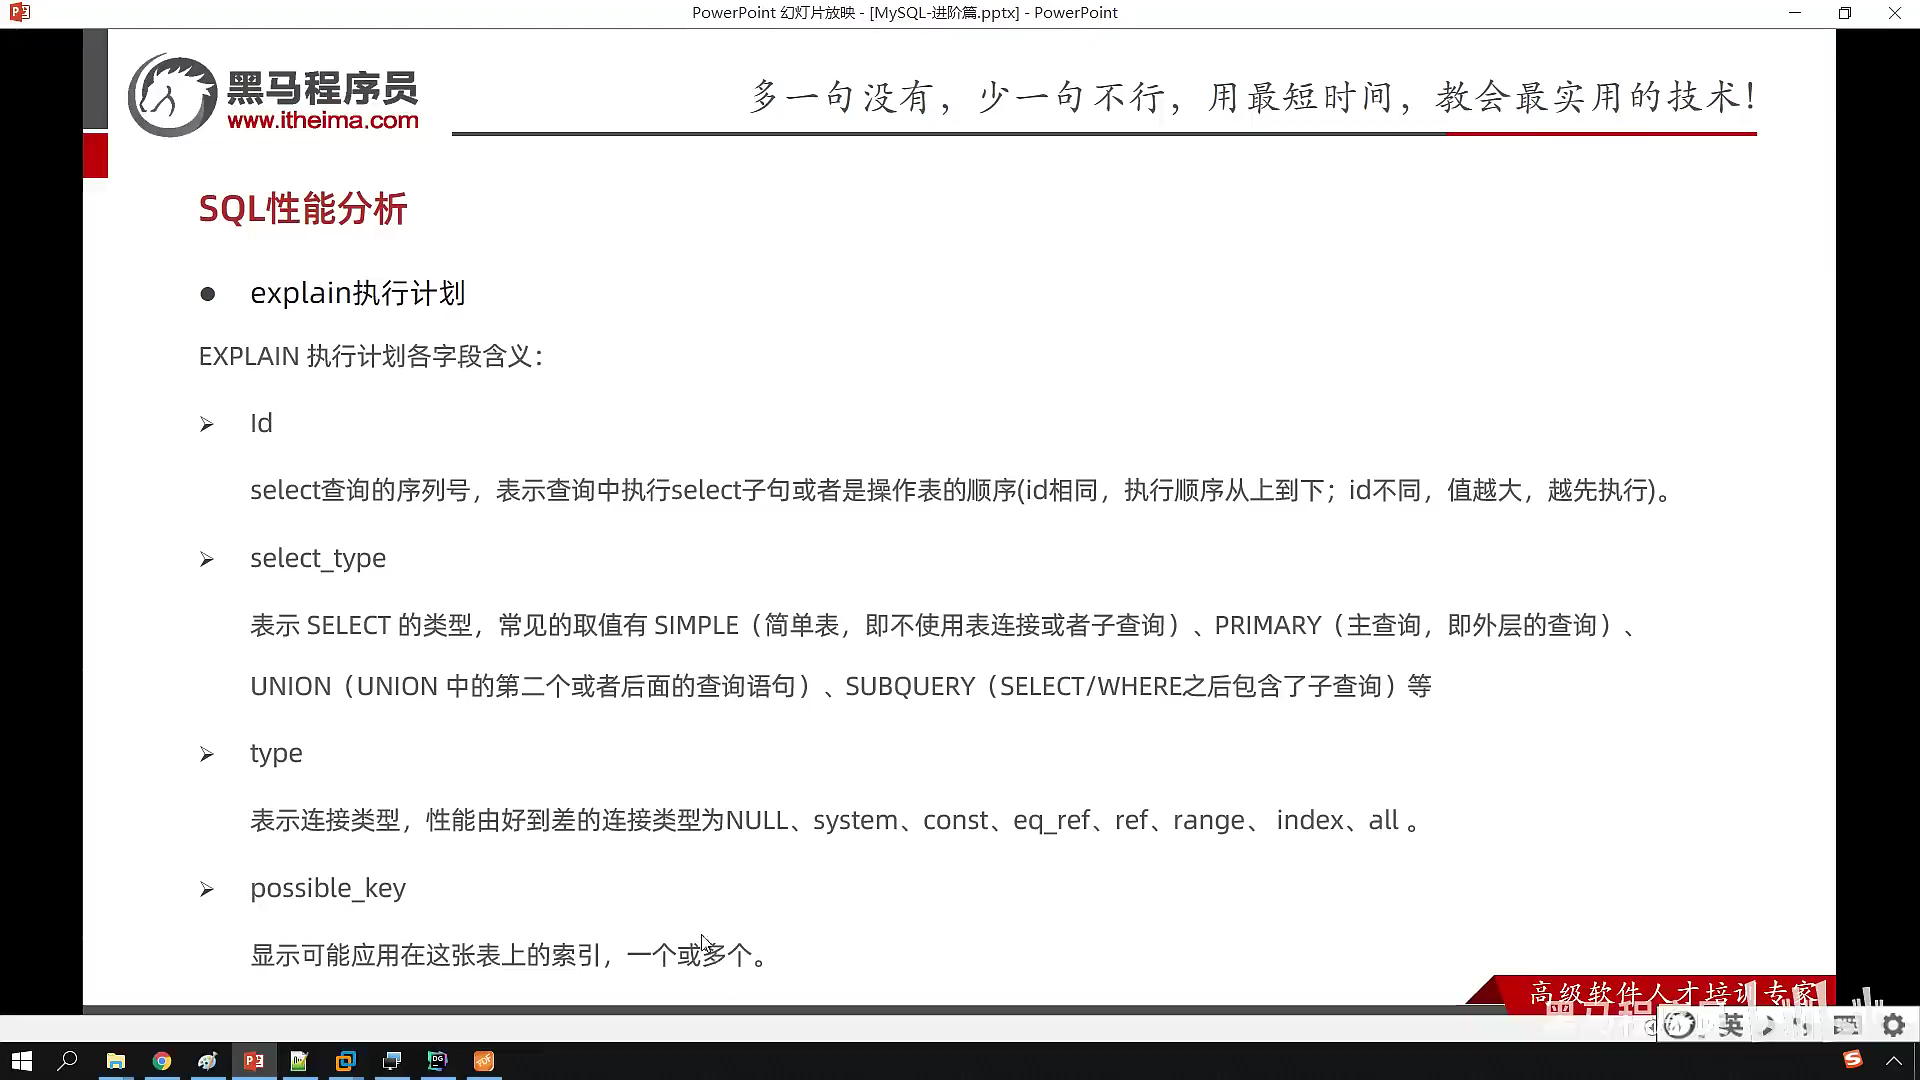 PowerPoint 幻灯片放映 - [MySQL-进阶篇.pptx] - PowerPoint
黑马程序员
www.itheima.com
多一句没有，少一句不行，用最短时间，教会最实用的技术！
SQL性能分析
● explain执行计划
EXPLAIN 执行计划各字段含义：
➢ Id
select查询的序列号，表示查询中执行select子句或者是操作表的顺序(id相同，执行顺序从上到下；id不同，值越大，越先执行)。
➢ select_type
表示 SELECT 的类型，常见的取值有 SIMPLE（简单表，即不使用表连接或者子查询）、PRIMARY（主查询，即外层的查询）、
UNION（UNION 中的第二个或者后面的查询语句）、SUBQUERY（SELECT/WHERE之后包含了子查询）等
➢ type
表示连接类型，性能由好到差的连接类型为NULL、system、const、eq_ref、ref、range、 index、all 。
➢ possible_key
显示可能应用在这张表上的索引，一个或多个。
高级软件人才培训专家
英